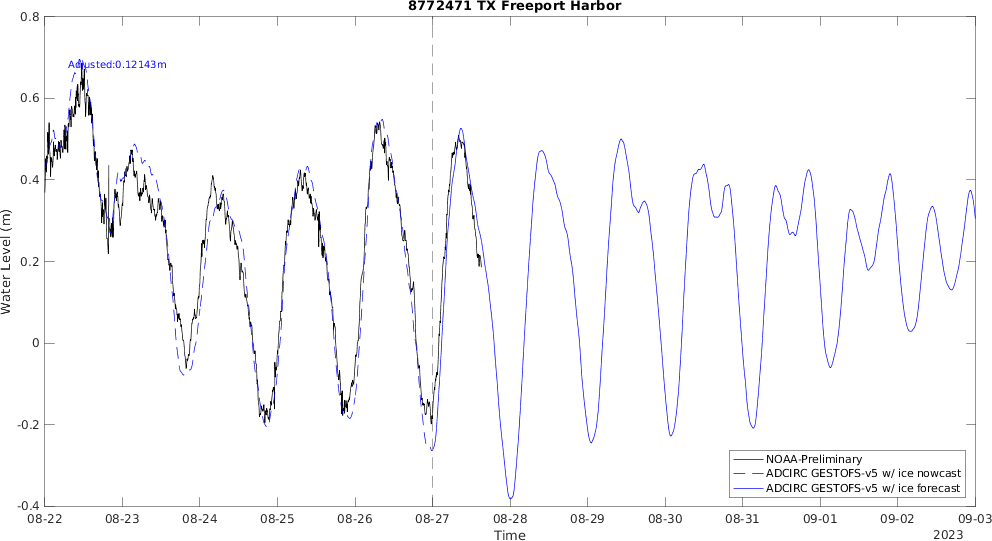 8772471 TX Freeport Harbor
Adjusted:0.12143m
Water Level (m)
0.8
0.6
0.4
0.2
0
-0.2
-0.4
NOAA-Preliminary
ADCIRC GESTOFS-v5 w/ ice nowcast
ADCIRC GESTOFS-v5 w/ ice forecast
08-22 08-23 08-24 08-25 08-26 08-27 08-28 08-29 08-30 08-31 09-01 09-02 09-03
Time
2023